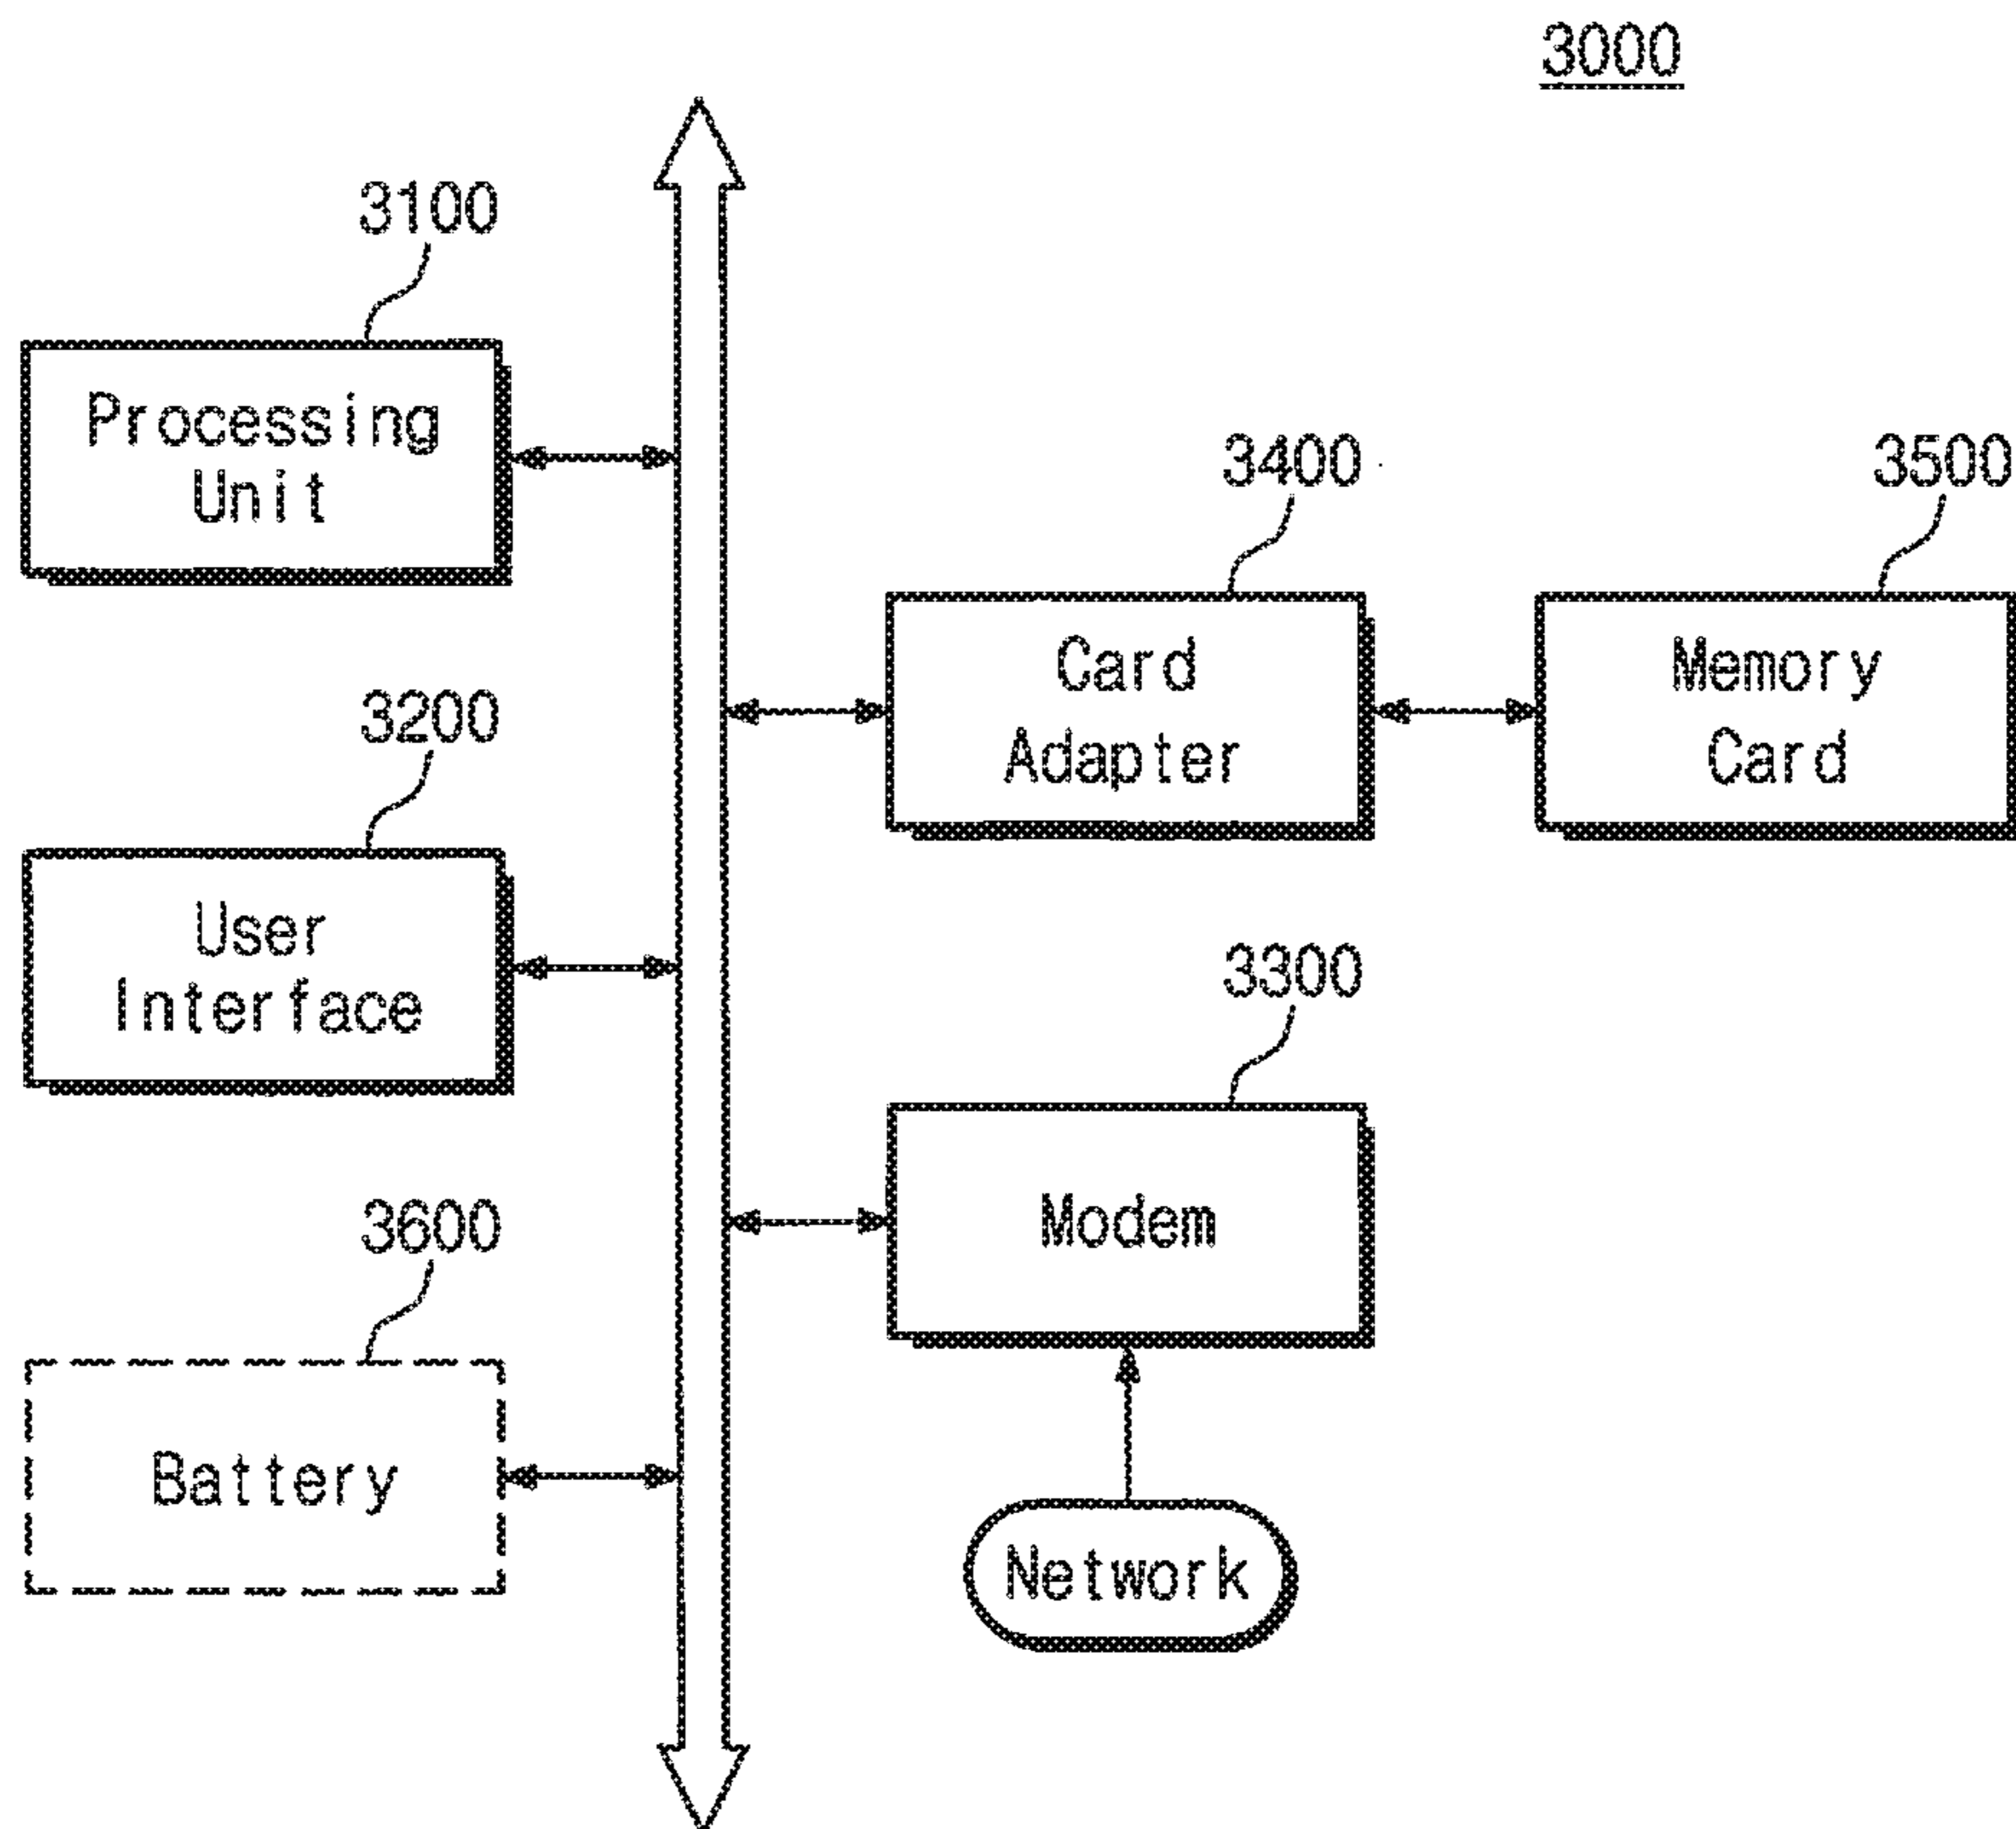 3000
3100
Processing
Unit
3400
3500
Card
Adapter
Memory
Card
3200
User
Interface
3300
Modem
3600
Battery
Network